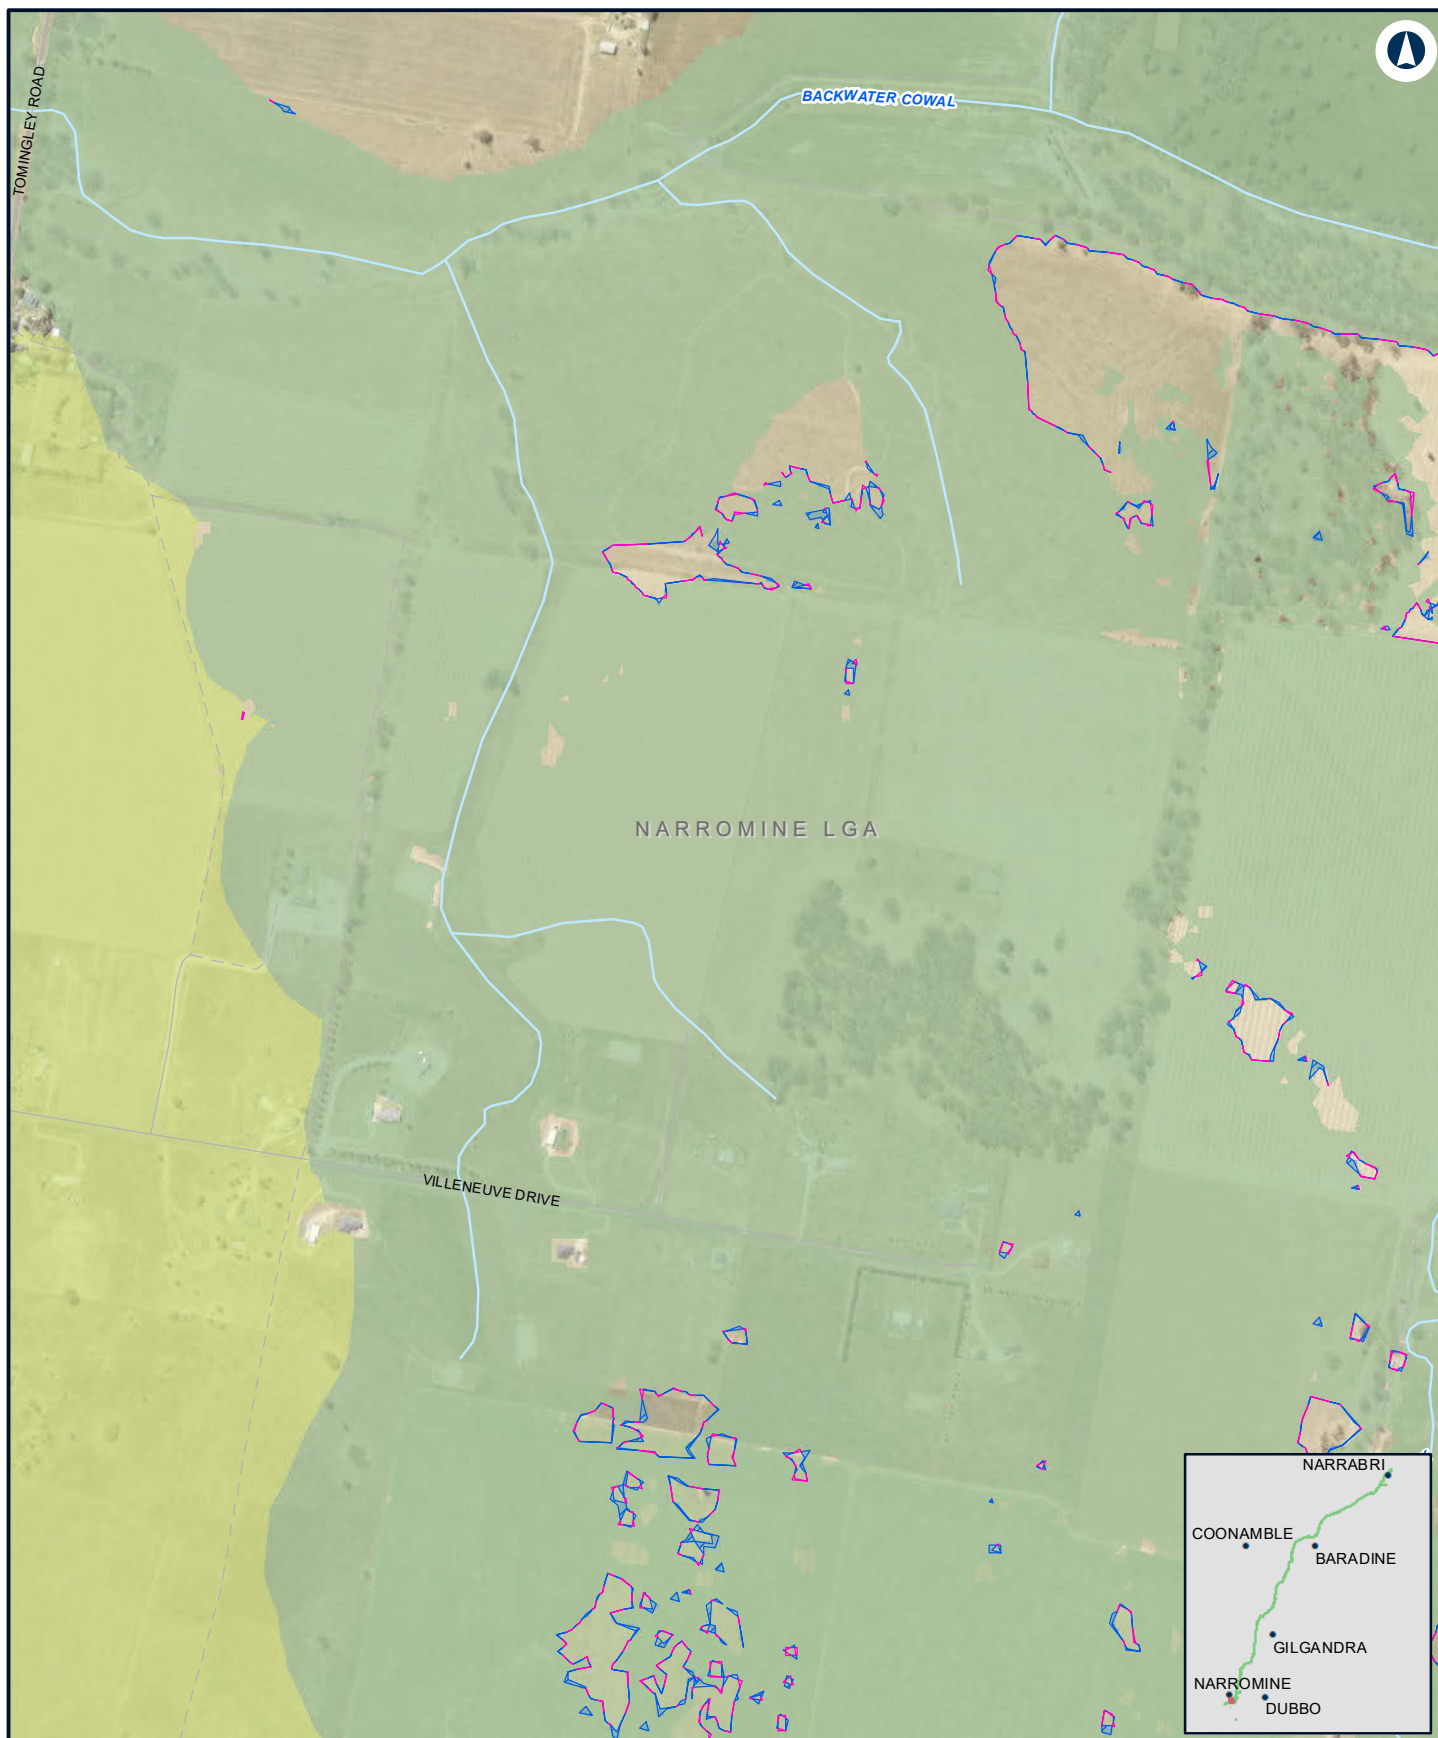 BACKWATER COWAL
TOMINGLEY ROAD
NARROMINE LGA
VILLENEUVE DRIVE
NARRABRI
COONAMBLE
BARADINE
GILGANDRA
NARROMINE
DUBBO